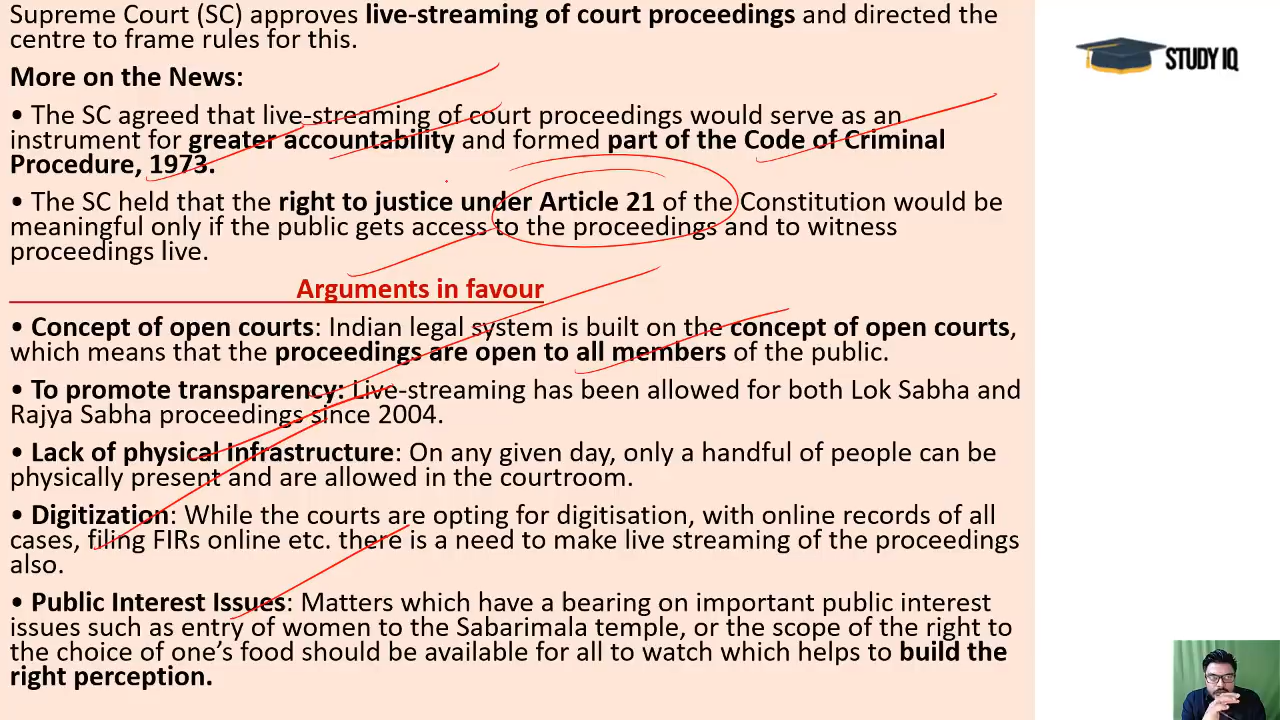 Supreme Court (SC) approves live-streaming of court proceedings and directed the
centre to frame rules for this.
More on the News:
• The SC agreed that live-streaming of court proceedings would serve as an
instrument for greater accountability and formed part of the Code of Criminal
Procedure, 1973.
• The SC held that the right to justice under Article 21 of the Constitution would be
meaningful only if the public gets access to the proceedings and to witness
proceedings live.
Arguments in favour
• Concept of open courts: Indian legal system is built on the concept of open courts,
which means that the proceedings are open to all members of the public.
• To promote transparency: Live-streaming has been allowed for both Lok Sabha and
Rajya Sabha proceedings since 2004.
• Lack of physical Infrastructure: On any given day, only a handful of people can be
physically present and are allowed in the courtroom.
• Digitization: While the courts are opting for digitisation, with online records of all
cases, filing FIRs online etc. there is a need to make live streaming of the proceedings
also.
• Public Interest Issues: Matters which have a bearing on important public interest
issues such as entry of women to the Sabarimala temple, or the scope of the right to
the choice of one's food should be available for all to watch which helps to build the
right perception.
STUDY IQ